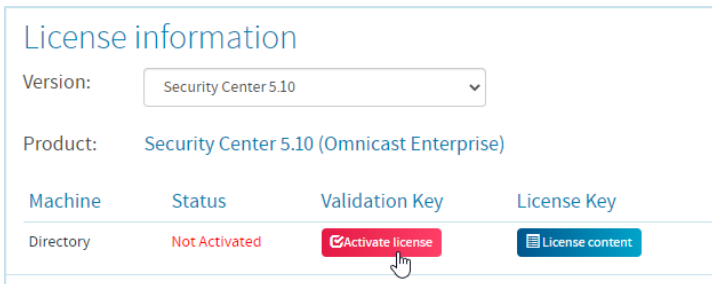 License information
Version: Security Center 5.10
Product: Security Center 5.10 (Omnicast Enterprise)
Machine Status Validation Key License Key
Directory Not Activated Activate license License content